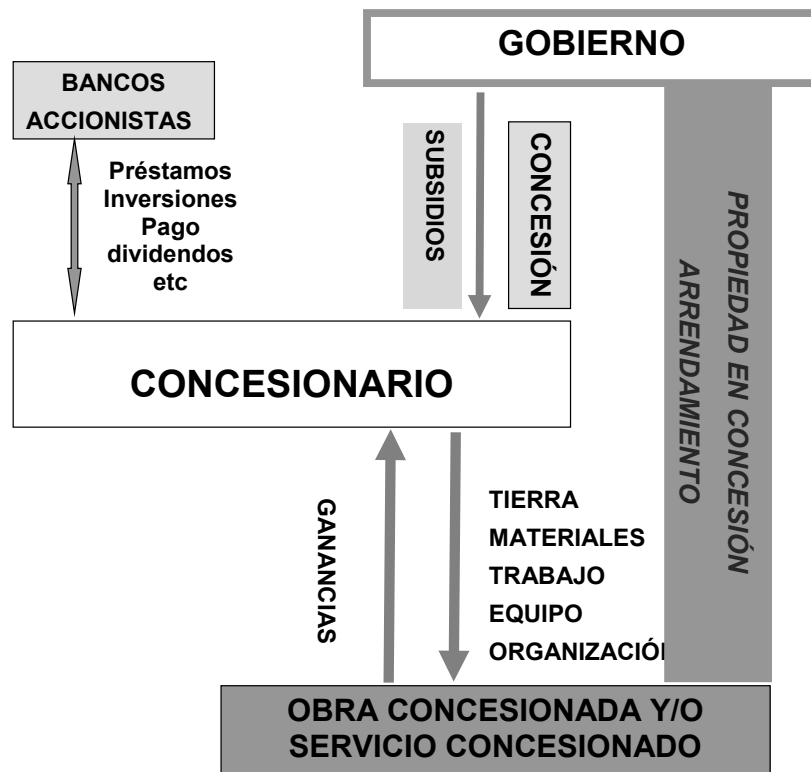 GOBIERNO
BANCOS
ACCIONISTAS
Préstamos
Inversiones
Pago
dividendos
etc
SUBSIDIOS
CONCESIÓN
PROPIEDAD EN CONCESIÓN
ARRENDAMIENTO
CONCESIONARIO
GANANCIAS
TIERRA
MATERIALES
TRABAJO
EQUIPO
ORGANIZACIÓN
OBRA CONCESIONADA Y/O
SERVICIO CONCESIONADO